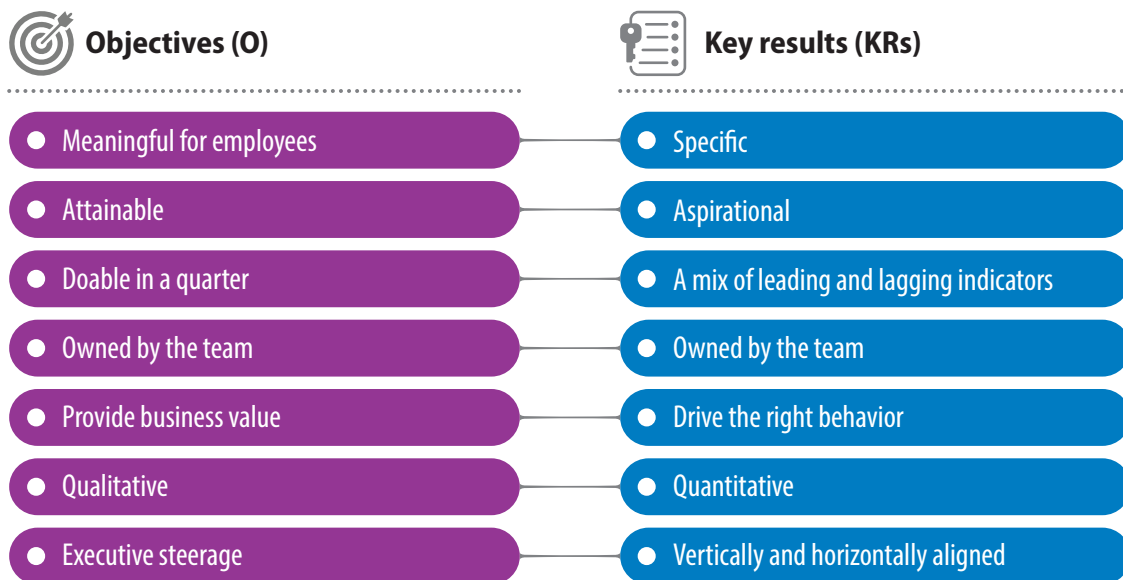 Objectives (O)
Key results (KRs)
Meaningful for employees
Specific
Attainable
Aspirational
Doable in a quarter
A mix of leading and lagging indicators
Owned by the team
Owned by the team
Provide business value
Drive the right behavior
Qualitative
Quantitative
Executive steerage
Vertically and horizontally aligned